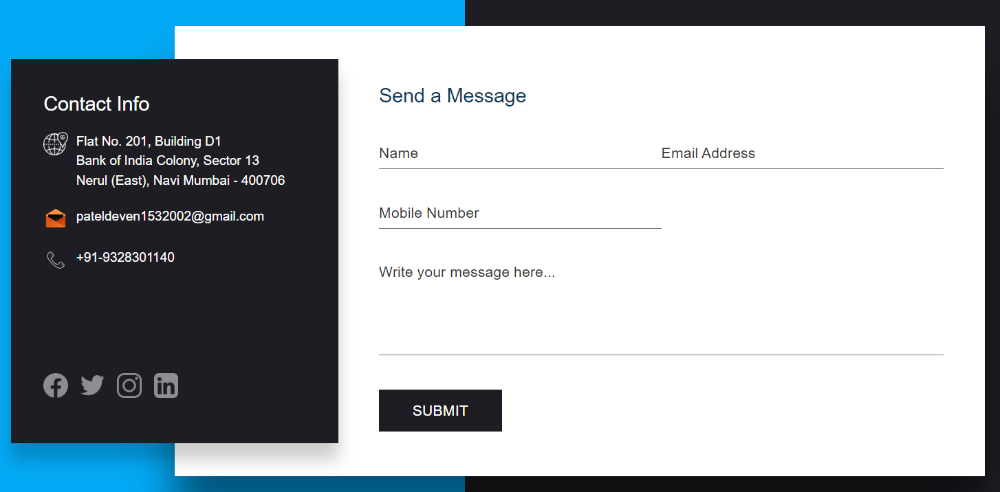 Contact Info
Flat No. 201, Building D1
Bank of India Colony, Sector 13
Nerul (East), Navi Mumbai - 400706
pateldeven1532002@gmail.com
+91-9328301140
Send a Message
Name
Email Address
Mobile Number
Write your message here...
SUBMIT